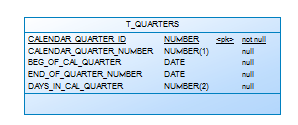 T_QUARTERS
CALENDAR_QUARTER_ID NUMBER <pk> not null
CALENDAR_QUARTER_NUMBER NUMBER(1) null
BEG_OF_CAL_QUARTER DATE null
END_OF_QUARTER_NUMBER DATE null
DAYS_IN_CAL_QUARTER NUMBER(2) null